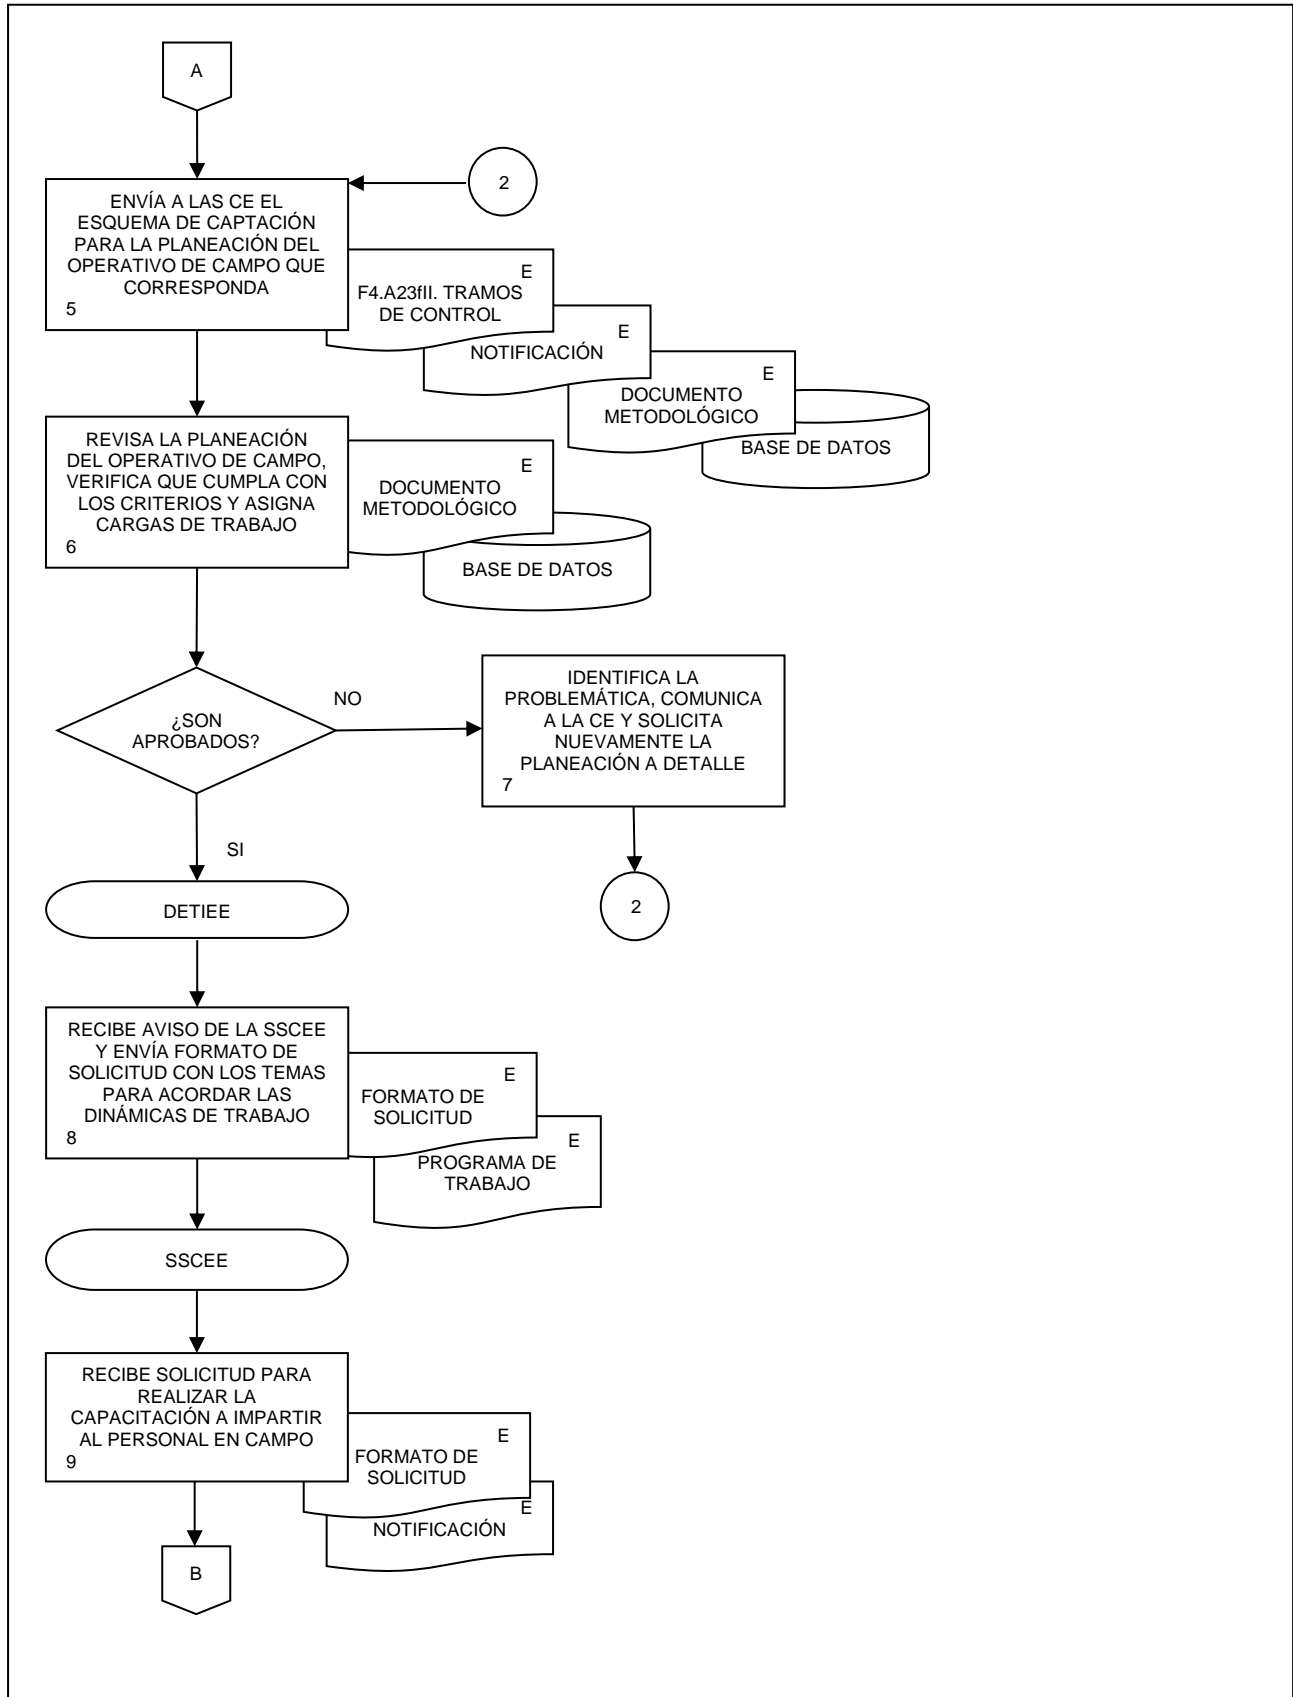 A
2
ENVÍA A LAS CE EL
ESQUEMA DE CAPTACIÓN
PARA LA PLANEACIÓN DEL
OPERATIVO DE CAMPO QUE
CORRESPONDA
5
E
F4.A23fII. TRAMOS
DE CONTROL
E
NOTIFICACIÓN
E
DOCUMENTO
METODOLÓGICO
BASE DE DATOS
REVISA LA PLANEACIÓN
DEL OPERATIVO DE CAMPO,
VERIFICA QUE CUMPLA CON
LOS CRITERIOS Y ASIGNA
CARGAS DE TRABAJO
6
E
DOCUMENTO
METODOLÓGICO
BASE DE DATOS
¿SON
APROBADOS?
NO
IDENTIFICA LA
PROBLEMÁTICA, COMUNICA
A LA CE Y SOLICITA
NUEVAMENTE LA
PLANEACIÓN A DETALLE
7
SI
2
DETIEE
RECIBE AVISO DE LA SSCEE
Y ENVÍA FORMATO DE
SOLICITUD CON LOS TEMAS
PARA ACORDAR LAS
DINÁMICAS DE TRABAJO
8
E
FORMATO DE
SOLICITUD
E
PROGRAMA DE
TRABAJO
SSCEE
RECIBE SOLICITUD PARA
REALIZAR LA
CAPACITACIÓN A IMPARTIR
AL PERSONAL EN CAMPO
9
E
FORMATO DE
SOLICITUD
E
NOTIFICACIÓN
B